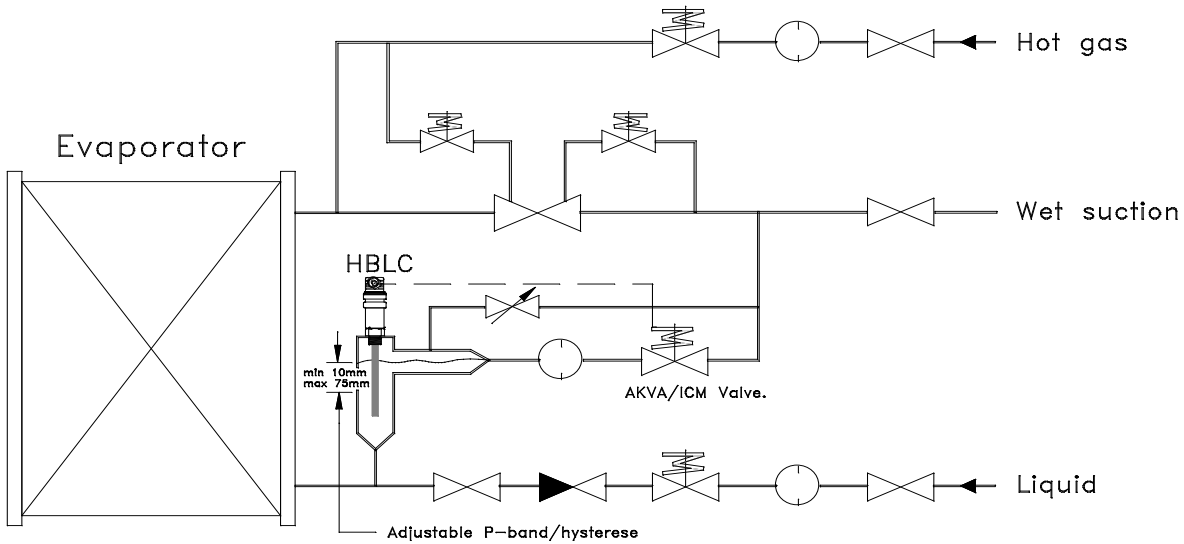 Hot gas
Evaporator
Wet suction
HBLC
min 10mm
max 75mm
AKVA/ICM Valve.
Liquid
Adjustable P-band/hysterese